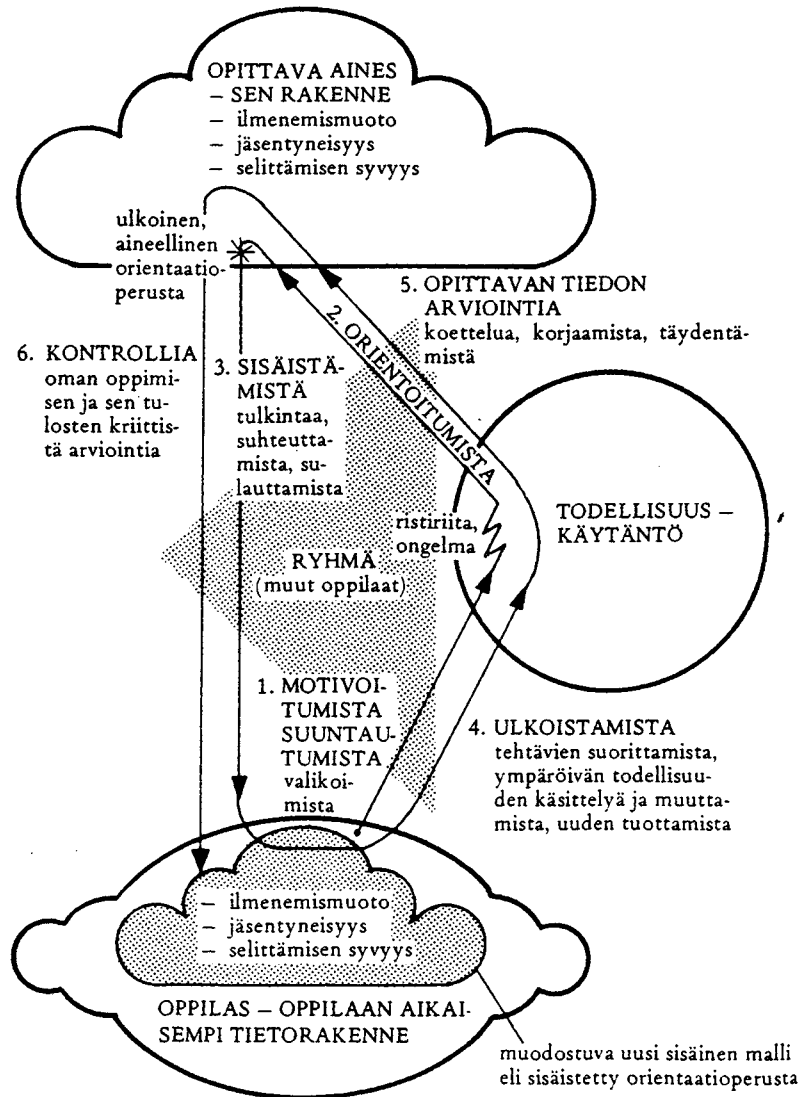 OPITTAVA AINES
– SEN RAKENNE
– ilmenemismuoto
– jäsentyneisyys
– selittämisen syvyys
ulkoinen,
aineellinen
orientaatio-
perusta
5. OPITTAVAN TIEDON
ARVIOINTIA
koettelua, korjaamista, täydentä-
mistä
2. ORIENTOITUMISTA
6. KONTROLLIA
oman oppimi-
sen ja sen tu-
losten kriittis-
tä arviointia
3. SISÄISTÄ-
MISTÄ
tulkintaa,
suhteutta-
mista, su-
lauttamista
ristiriita,
ongelma
TODELLISUUS –
KÄYTÄNTÖ
RYHMÄ
(muut oppilaat)
1. MOTIVOI-
TUMISTA
SUUNTAU-
TUMISTA
valikoi-
mista
4. ULKOISTAMISTA
tehtävien suorittamista,
ympäröivän todellisuu-
den käsittelyä ja muutta-
mista, uuden tuottamista
– ilmenemismuoto
– jäsentyneisyys
– selittämisen syvyys
OPPILAS – OPPILAAN AIKAI-
SEMPI TIETORAKENNE
muodostuva uusi sisäinen malli
eli sisäistetty orientaatioperusta